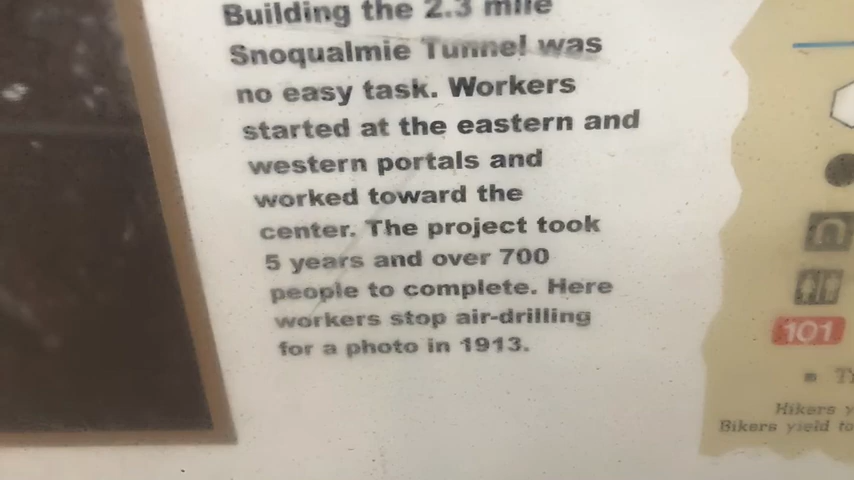 Building the 2.3 mile
Snoqualmie Tunnel was
no easy task. Workers
started at the eastern and
western portals and
worked toward the
center. The project took
5 years and over 700
people to complete. Here
workers stop air-drilling
for a photo in 1913.
101
Hikers
Bikers yield to